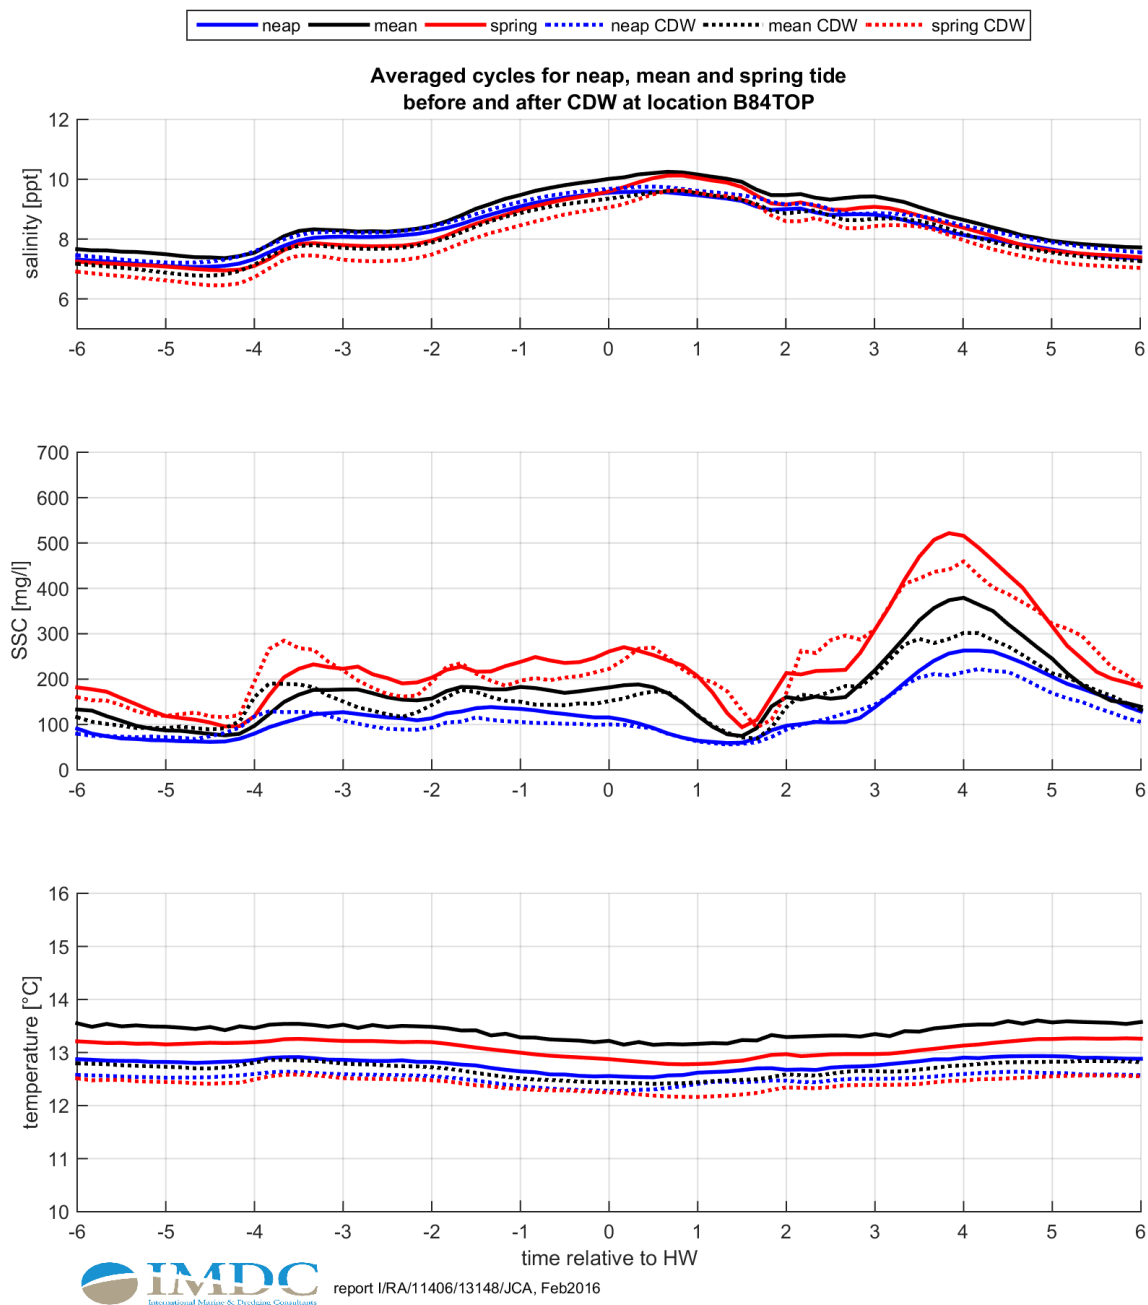 neap mean spring neap CDW mean CDW spring CDW
Averaged cycles for neap, mean and spring tide
before and after CDW at location B84TOP
salinity [ppt]
12
10
8
6
-6 -5 -4 -3 -2 -1 0 1 2 3 4 5 6
SSC [mg/l]
700
600
500
400
300
200
100
0
-6 -5 -4 -3 -2 -1 0 1 2 3 4 5 6
temperature [°C]
16
15
14
13
12
11
10
-6 -5 -4 -3 -2 -1 0 1 2 3 4 5 6
time relative to HW
IMDC
International Marine & Dredging Consultants
report I/RA/11406/13148/JCA, Feb2016